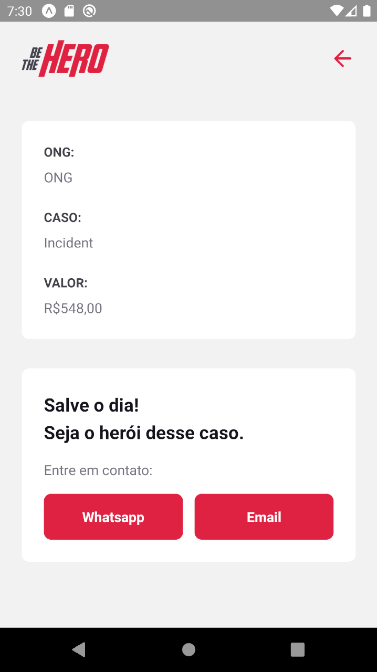 7:30
BE
THE HERO
ONG:
ONG
CASO:
Incident
VALOR:
R$548,00
Salve o dia!
Seja o herói desse caso.
Entre em contato:
Whatsapp Email